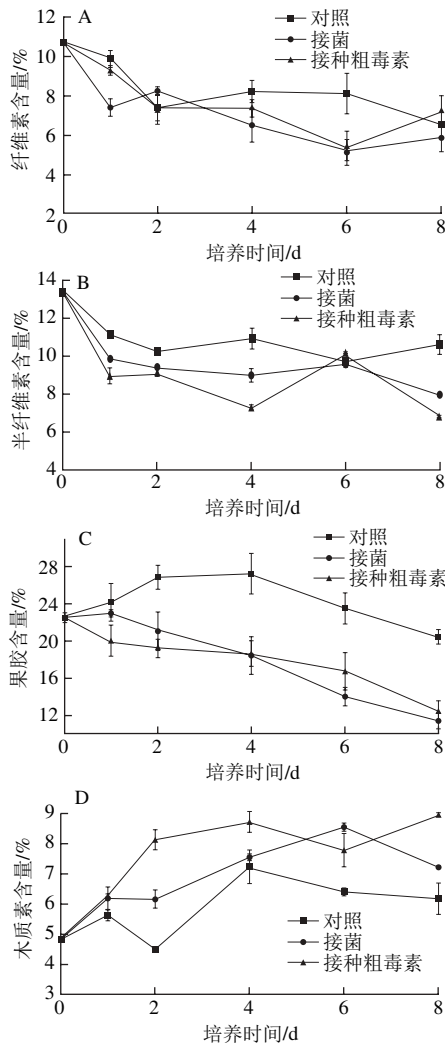 A
对照
接菌
接种粗毒素
纤维素含量/%
12
10
8
6
4
2
0 2 4 6 8
培养时间/d
B
对照
接菌
接种粗毒素
半纤维素含量/%
14
12
10
8
6
4
0 2 4 6 8
培养时间/d
C
对照
接菌
接种粗毒素
果胶含量/%
28
24
20
16
12
0 2 4 6 8
培养时间/d
D
木质素含量/%
9
8
7
6
5
4
3
对照
接菌
接种粗毒素
0 2 4 6 8
培养时间/d